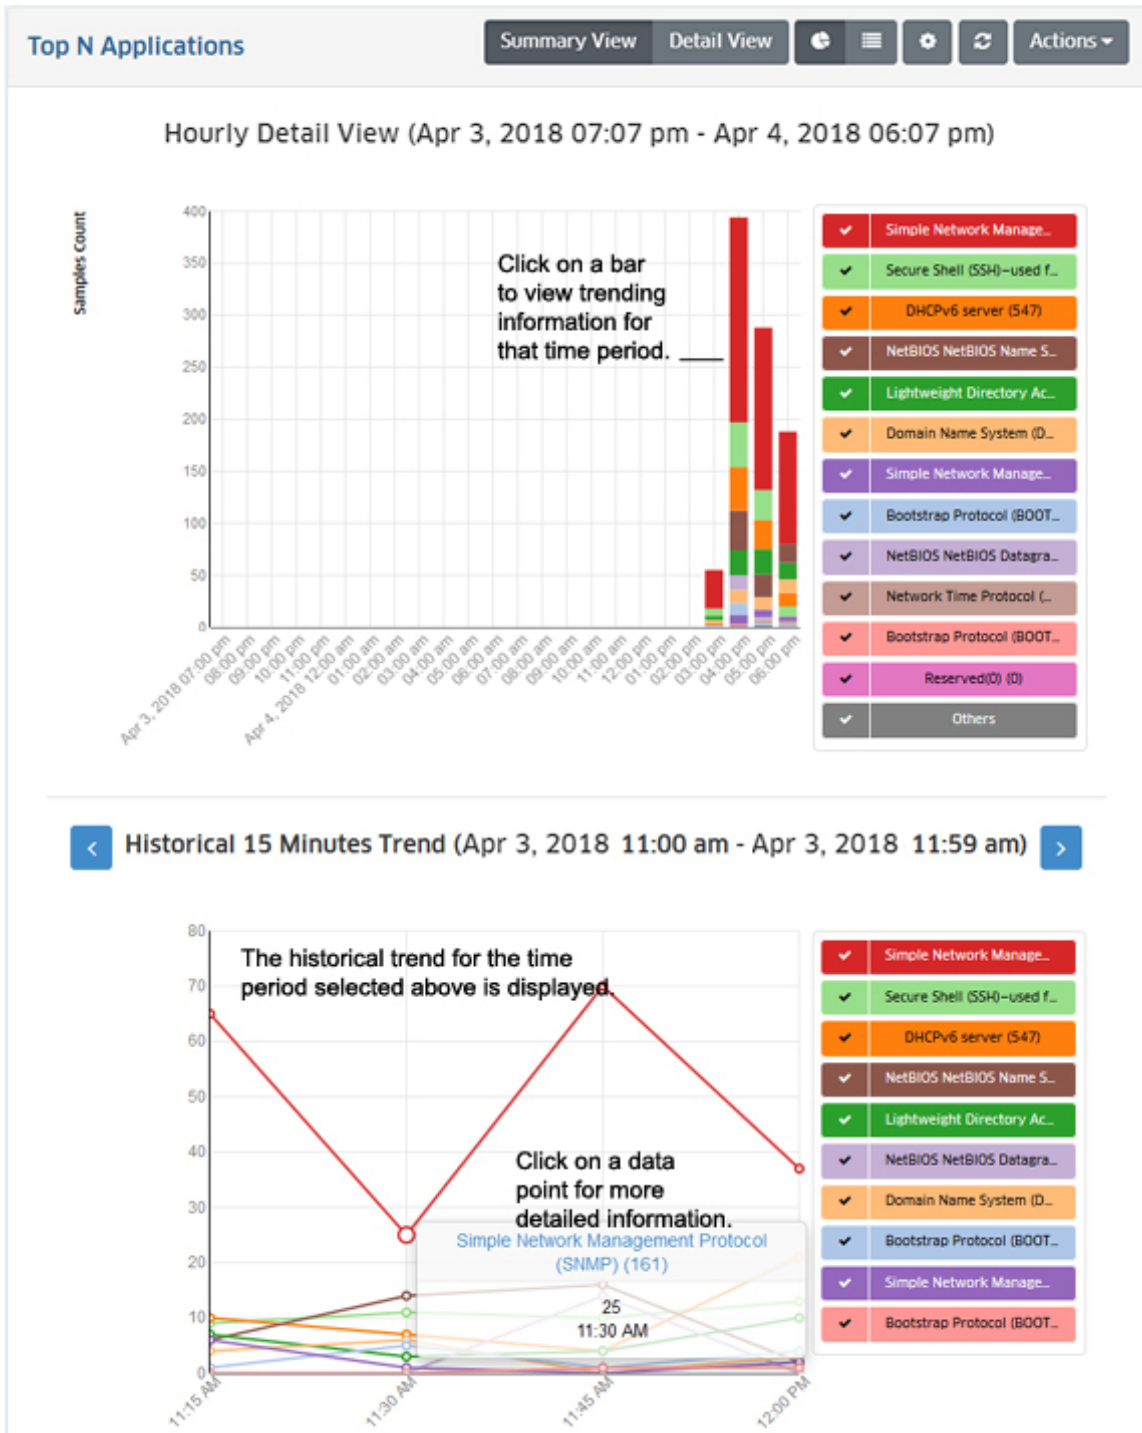 Top N Applications
Summary View
Detail View
Actions
Hourly Detail View (Apr 3, 2018 07:07 pm - Apr 4, 2018 06:07 pm)
Samples Count
400
350
300
250
200
150
100
50
0
Click on a bar
to view trending
information for
that time period.
Apr 3, 2018 07:00 pm
08:00 pm
09:00 pm
10:00 pm
11:00 pm
Apr 4, 2018 12:00 am
01:00 am
02:00 am
03:00 am
04:00 am
05:00 am
06:00 am
07:00 am
08:00 am
09:00 am
10:00 am
11:00 am
12:00 pm
01:00 pm
02:00 pm
03:00 pm
04:00 pm
05:00 pm
06:00 pm
Simple Network Manage...
Secure Shell (SSH)–used f...
DHCPv6 server (547)
NetBIOS NetBIOS Name S...
Lightweight Directory Ac...
Domain Name System (D...
Simple Network Manage...
Bootstrap Protocol (BOOT...
NetBIOS NetBIOS Datagra...
Network Time Protocol (...
Bootstrap Protocol (BOOT...
Reserved(0) (0)
Others
Historical 15 Minutes Trend (Apr 3, 2018 11:00 am - Apr 3, 2018 11:59 am)
80
70
60
50
40
30
20
10
0
The historical trend for the time
period selected above is displayed.
Click on a data
point for more
detailed information.
Simple Network Management Protocol
(SNMP) (161)
25
11:30 AM
11:15 AM
11:30 AM
11:45 AM
12:00 PM
Simple Network Manage...
Secure Shell (SSH)–used f...
DHCPv6 server (547)
NetBIOS NetBIOS Name S...
Lightweight Directory Ac...
NetBIOS NetBIOS Datagra...
Domain Name System (D...
Bootstrap Protocol (BOOT...
Simple Network Manage...
Bootstrap Protocol (BOOT...